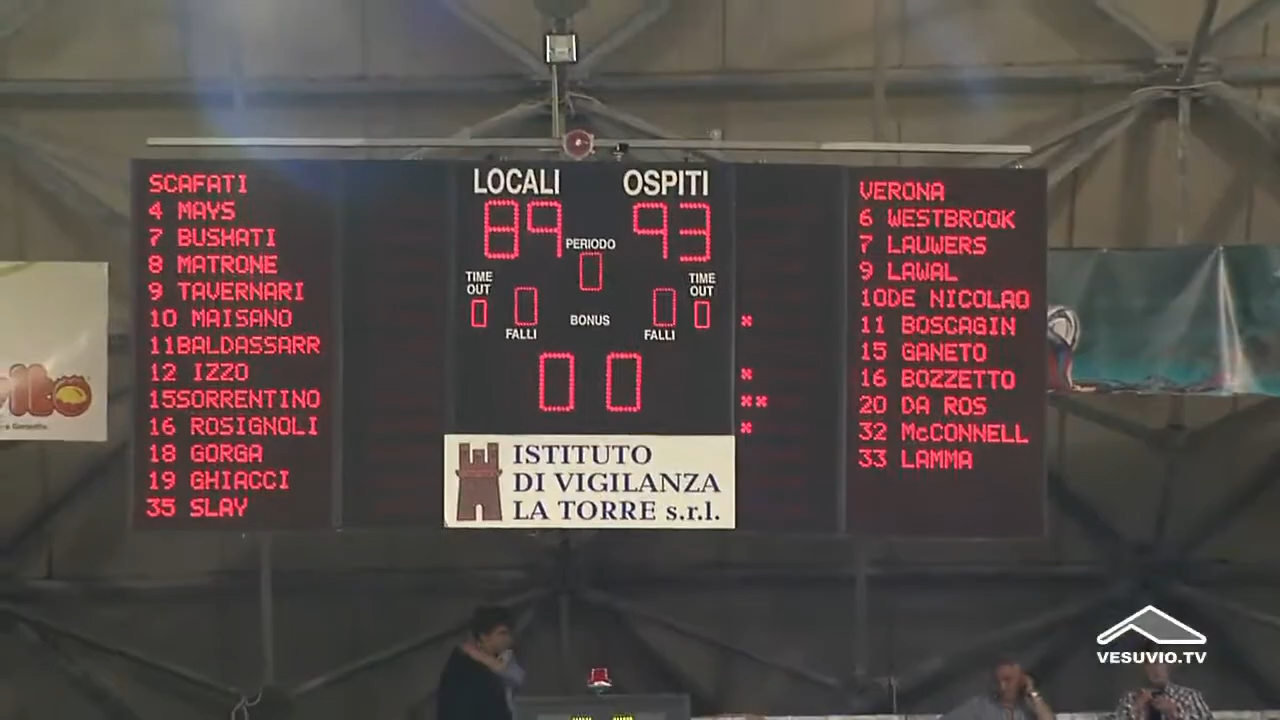 SCAFATI
4 MAYS
7 BUSHATI
8 MATRONE
9 TAVERNARI
10 MAISANO
11BALDASSARR
12 IZZO
15SORRENTINO
16 ROSIGNOLI
18 GORGA
19 GHIACCI
35 SLAY
LOCALI OSPITI
89 93
PERIODO
0
TIME OUT
0
0
FALLI
BONUS
TIME OUT
0
0
FALLI
0 0
ISTITUTO
DI VIGILANZA
LA TORRE s.r.l.
VERONA
6 WESTBROOK
7 LAUWERS
9 LAWAL
10DE NICOLAO
11 BOSCAGIN
15 GANETO
16 BOZZETTO
20 DA ROS
32 McCONNELL
33 LAMMA
VESUVIO.TV